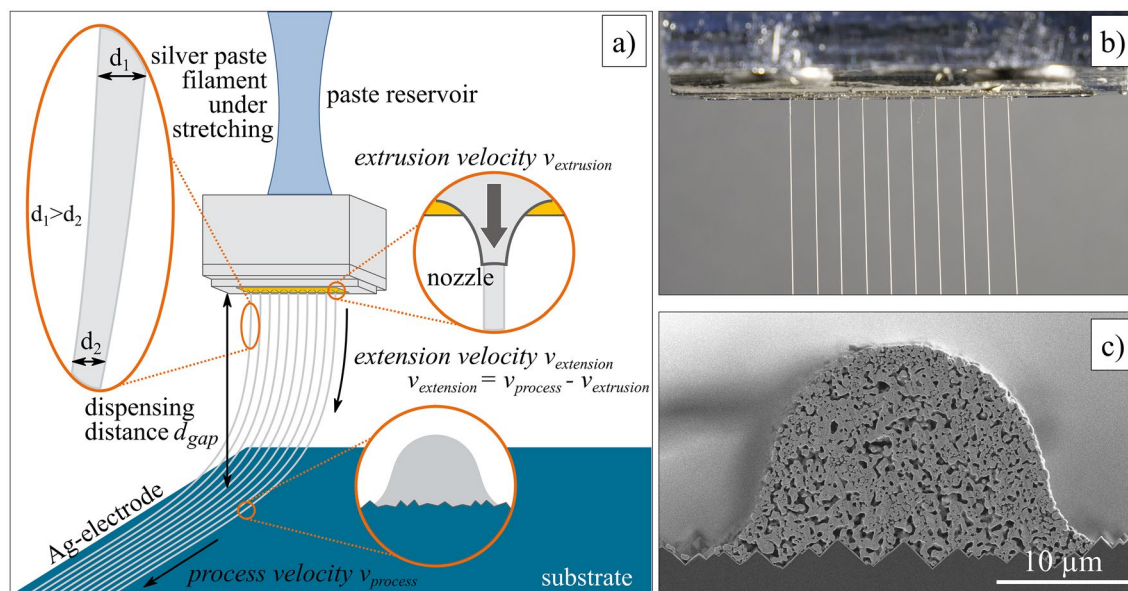 a)
d₁
silver paste
filament
under
stretching
paste reservoir
extrusion velocity vextrusion
d₁>d₂
nozzle
d₂
extension velocity vextension
vextension = vprocess - vextrusion
dispensing
distance dgap
Ag-electrode
process velocity vprocess
substrate
b)
c)
10 µm